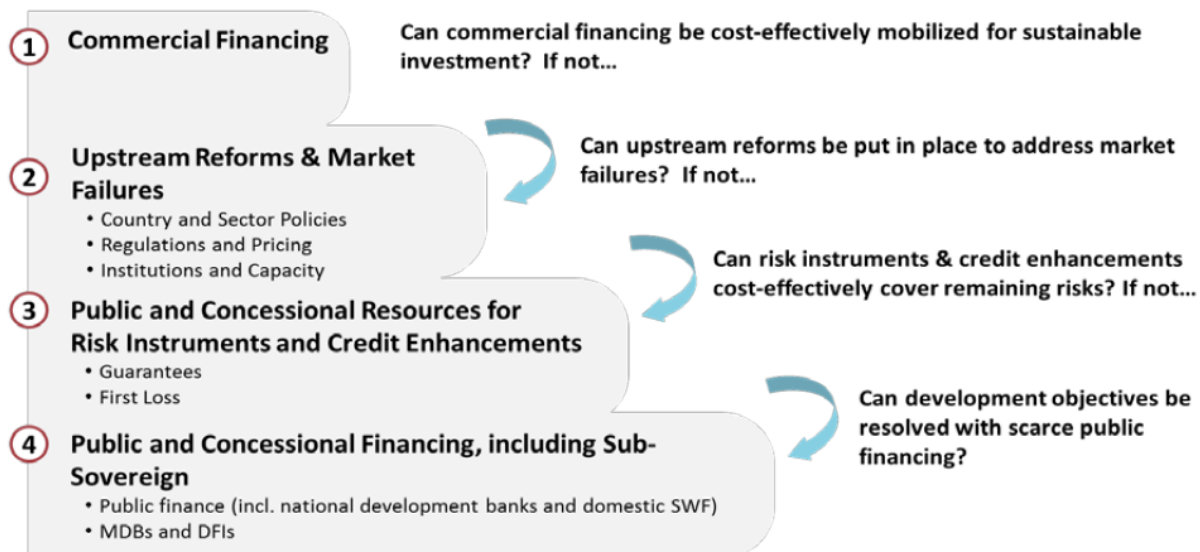 1
Commercial Financing
Can commercial financing be cost-effectively mobilized for sustainable
investment? If not...
2
Upstream Reforms & Market
Failures
• Country and Sector Policies
• Regulations and Pricing
• Institutions and Capacity
Can upstream reforms be put in place to address market
failures? If not...
3
Public and Concessional Resources for
Risk Instruments and Credit Enhancements
• Guarantees
• First Loss
Can risk instruments & credit enhancements
cost-effectively cover remaining risks? If not...
4
Public and Concessional Financing, including Sub-
Sovereign
• Public finance (incl. national development banks and domestic SWF)
• MDBs and DFIs
Can development objectives be
resolved with scarce public
financing?